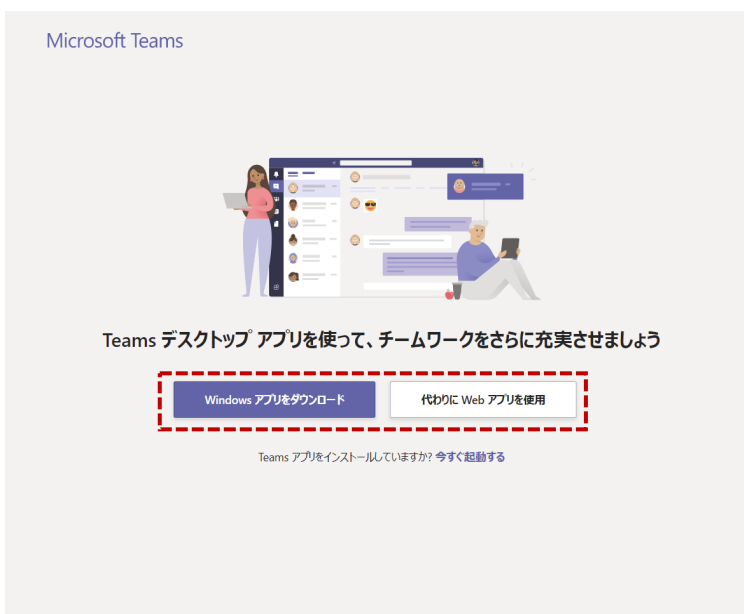 Microsoft Teams
Teams デスクトップ アプリを使って、チームワークをさらに充実させましょう
Windows アプリをダウンロード
代わりに Web アプリを使用
Teams アプリをインストールしていますか? 今すぐ起動する